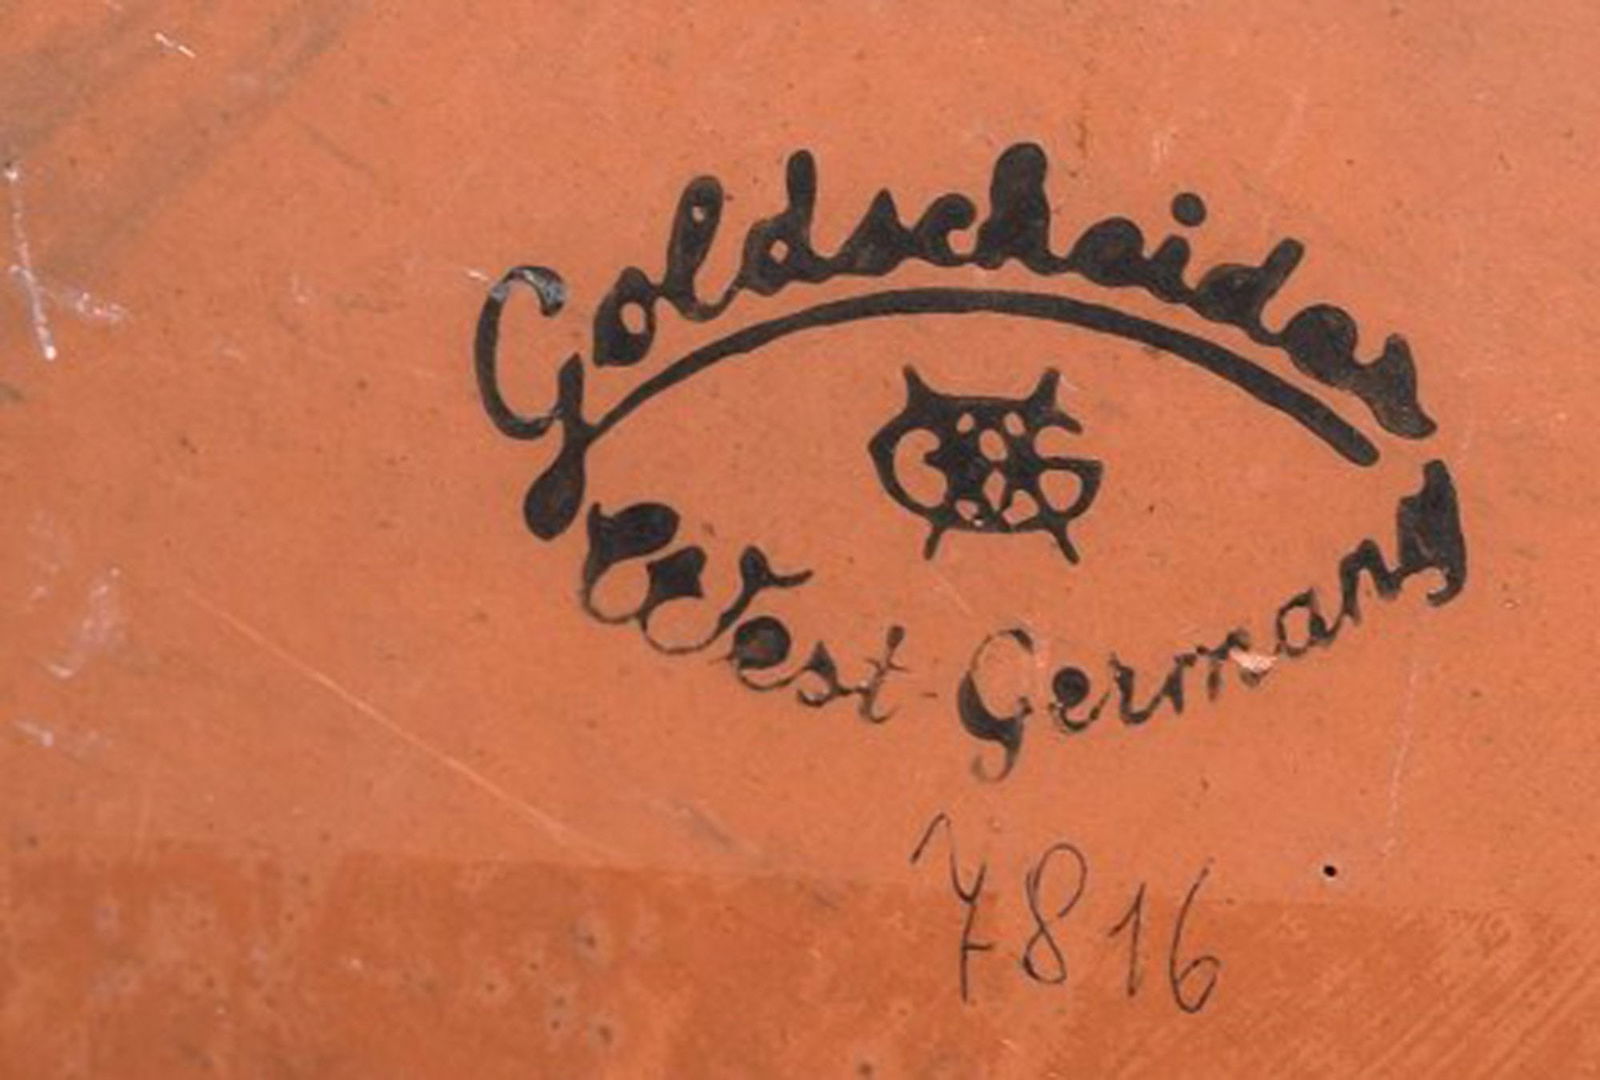 Goldscheider
West Germany
7816